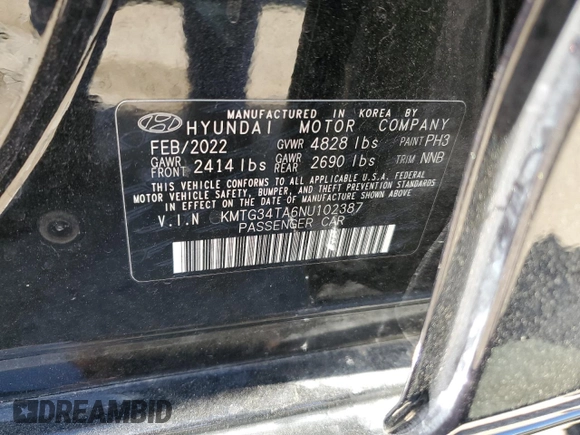 MANUFACTURED IN KOREA BY
HYUNDAI MOTOR COMPANY
FEB/2022 GVWR 4828 lbs PAINT PH3
GAWR FRONT 2414 lbs GAWR REAR 2690 lbs TRIM NNB
THIS VEHICLE CONFORMS TO ALL APPLICABLE U.S.A. FEDERAL
MOTOR VEHICLE SAFETY, BUMPER, AND THEFT PREVENTION STANDARDS
IN EFFECT ON THE DATE OF MANUFACTURE SHOWN ABOVE.
V.I.N KMTG34TA6NU102387
PASSENGER CAR
DREAMBID